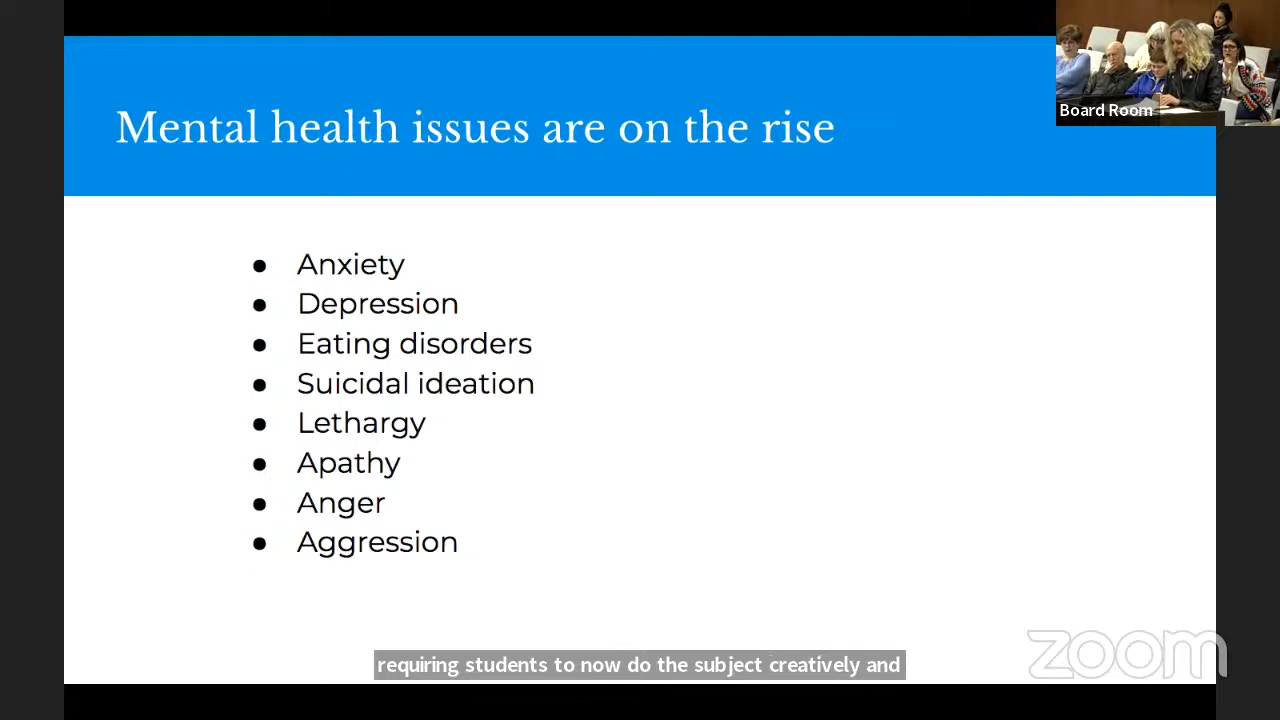 Board Room
Mental health issues are on the rise
● Anxiety
● Depression
● Eating disorders
● Suicidal ideation
● Lethargy
● Apathy
● Anger
● Aggression
requiring students to now do the subject creatively and
zoom